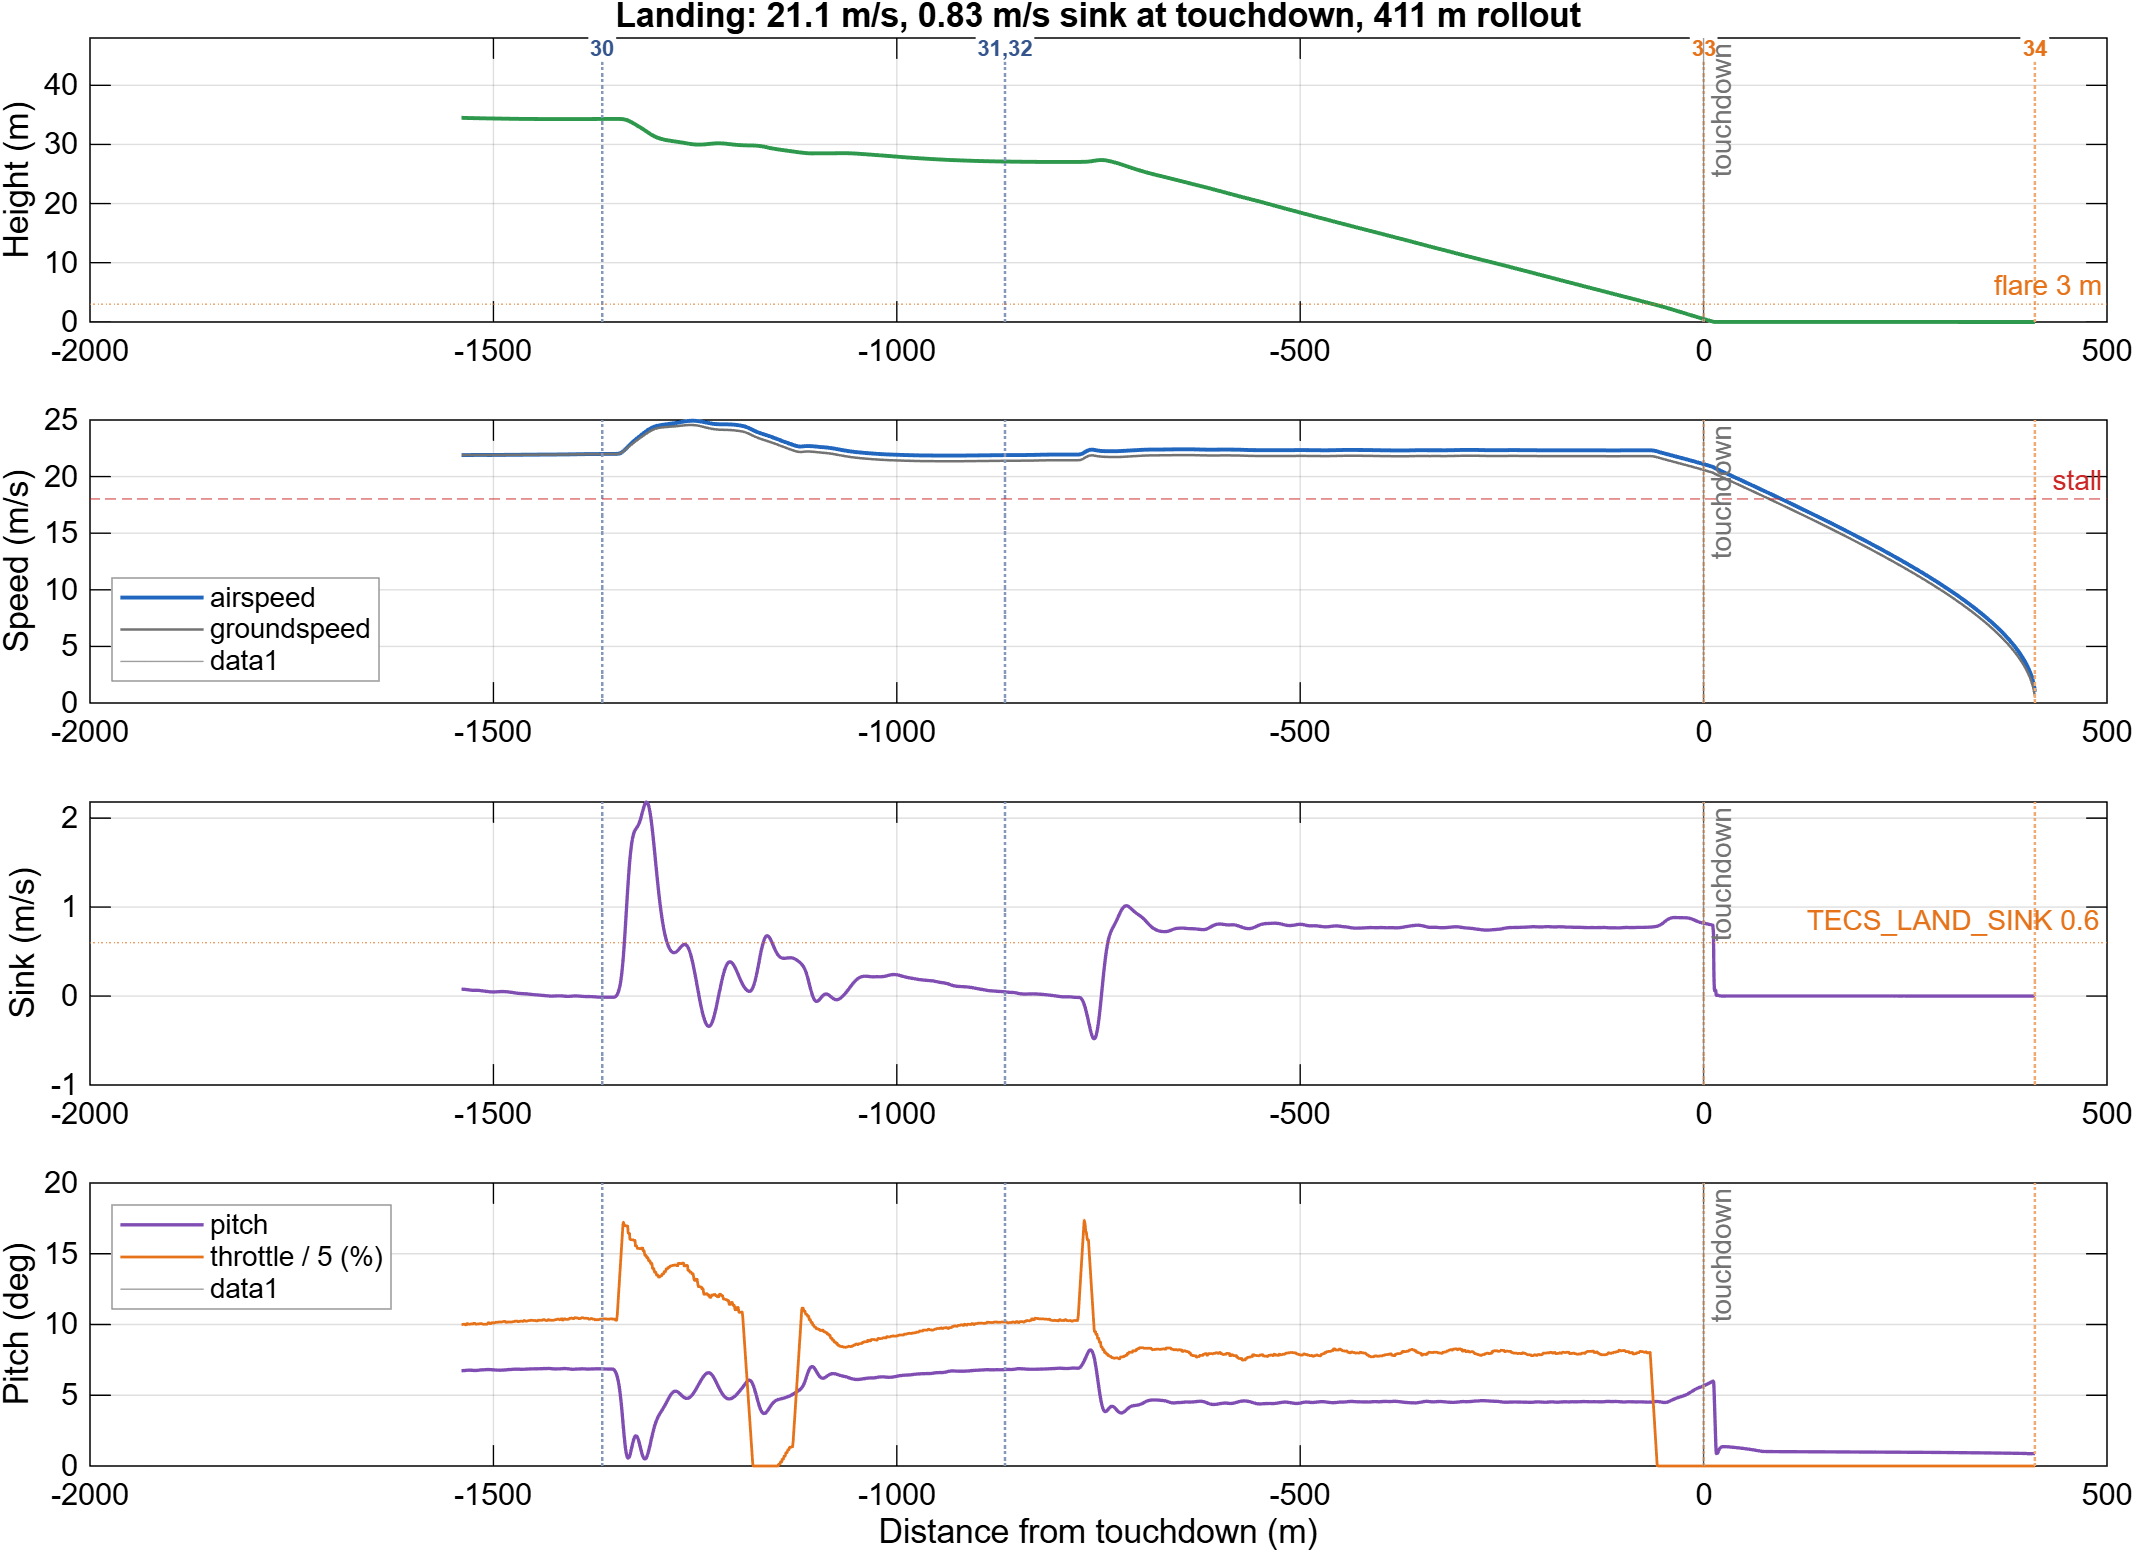 Landing: 21.1 m/s, 0.83 m/s sink at touchdown, 411 m rollout
30
31,32
33
34
touchdown
Height (m)
40
30
20
10
0
flare 3 m
-2000
-1500
-1000
-500
0
500
Speed (m/s)
25
20
15
10
5
0
stall
touchdown
airspeed
groundspeed
data1
-2000
-1500
-1000
-500
0
500
Sink (m/s)
2
1
0
-1
touchdown
TECS_LAND_SINK 0.6
-2000
-1500
-1000
-500
0
500
Pitch (deg)
20
15
10
5
0
pitch
throttle / 5 (%)
data1
touchdown
-2000
-1500
-1000
-500
0
500
Distance from touchdown (m)